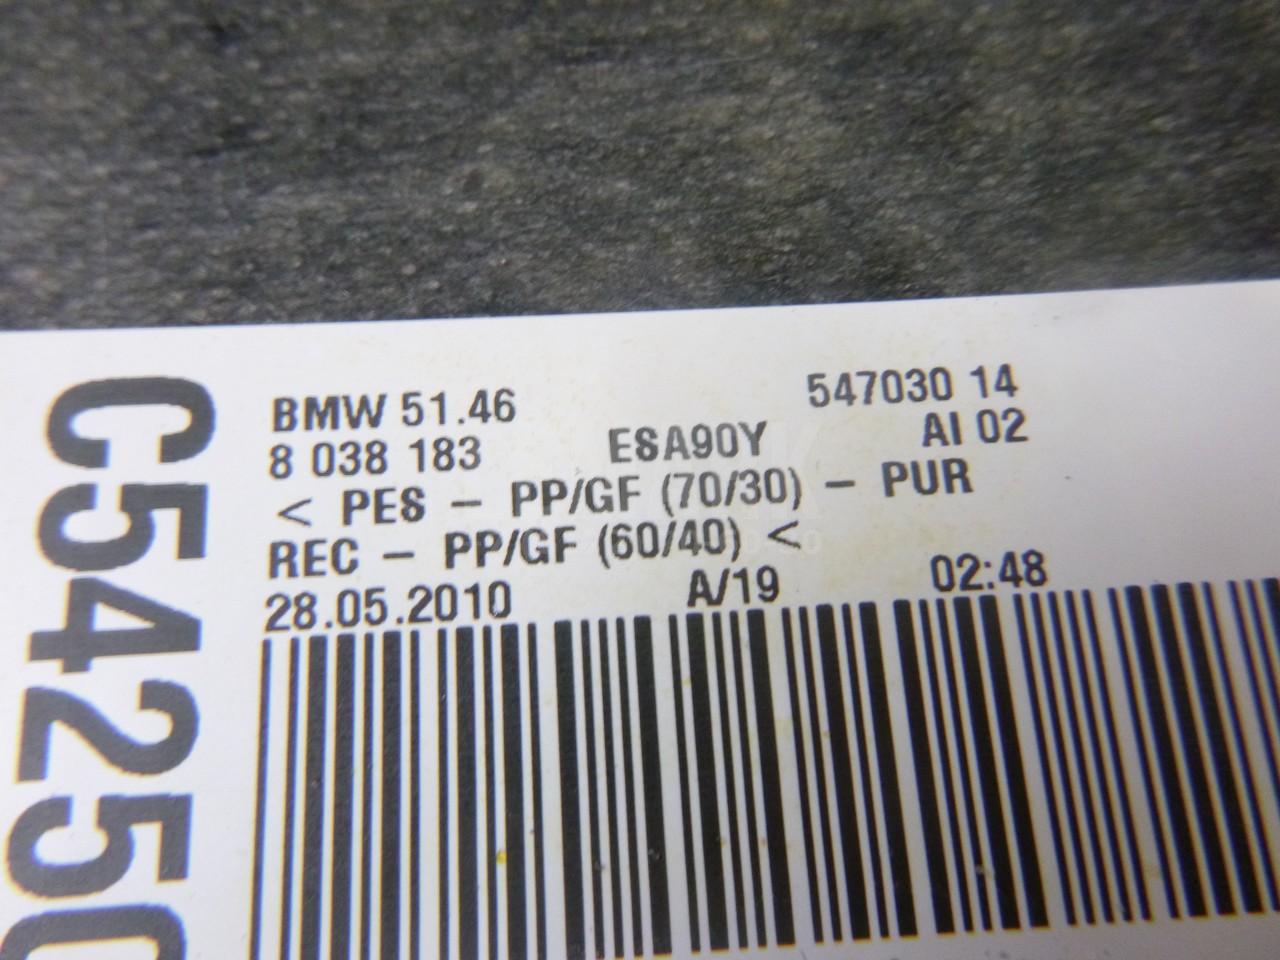 BMW 51.46 547030 14
8 038 183 ESA90Y AI 02
< PES - PP/GF (70/30) - PUR
REC - PP/GF (60/40) <
28.05.2010 A/19 02:48
C5425